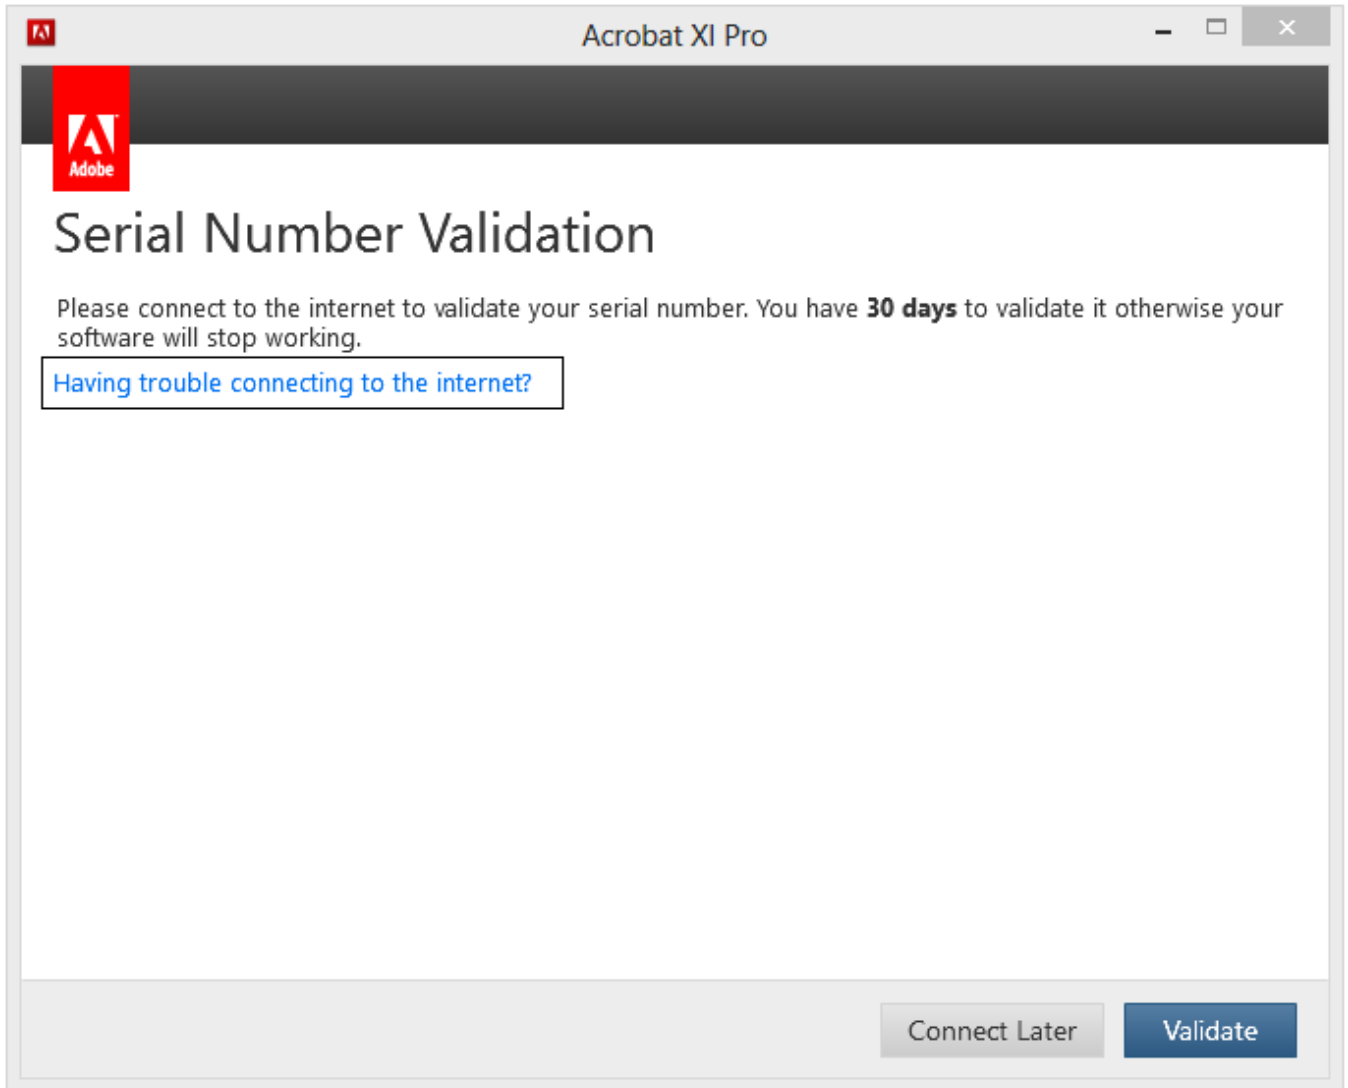 Acrobat XI Pro
Adobe
Serial Number Validation
Please connect to the internet to validate your serial number. You have 30 days to validate it otherwise your
software will stop working.
Having trouble connecting to the internet?
Connect Later
Validate